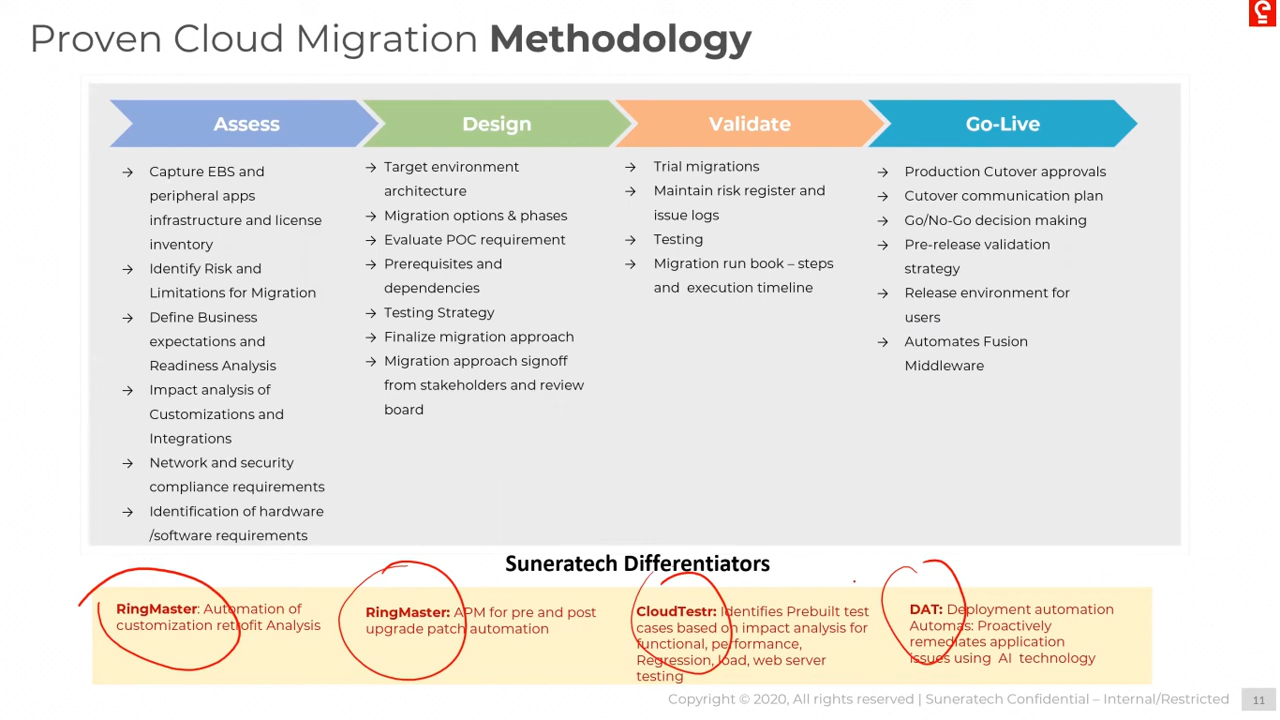 Proven Cloud Migration Methodology
Assess
Design
Validate
Go-Live
→ Capture EBS and
peripheral apps
infrastructure and license
inventory
→ Identify Risk and
Limitations for Migration
→ Define Business
expectations and
Readiness Analysis
→ Impact analysis of
Customizations and
Integrations
→ Network and security
compliance requirements
→ Identification of hardware
/software requirements
→ Target environment
architecture
→ Migration options & phases
→ Evaluate POC requirement
→ Prerequisites and
dependencies
→ Testing Strategy
→ Finalize migration approach
→ Migration approach signoff
from stakeholders and review
board
→ Trial migrations
→ Maintain risk register and
issue logs
→ Testing
→ Migration run book – steps
and execution timeline
→ Production Cutover approvals
→ Cutover communication plan
→ Go/No-Go decision making
→ Pre-release validation
strategy
→ Release environment for
users
→ Automates Fusion
Middleware
Suneratech Differentiators
RingMaster: Automation of
customization retrofit Analysis
RingMaster: APM for pre and post
upgrade patch automation
CloudTestr: Identifies Prebuilt test
cases based on impact analysis for
functional, performance,
Regression, load, web server
testing
DAT: Deployment automation
Automas: Proactively
remediates application
issues using AI technology
Copyright © 2020, All rights reserved | Suneratech Confidential – Internal/Restricted
11